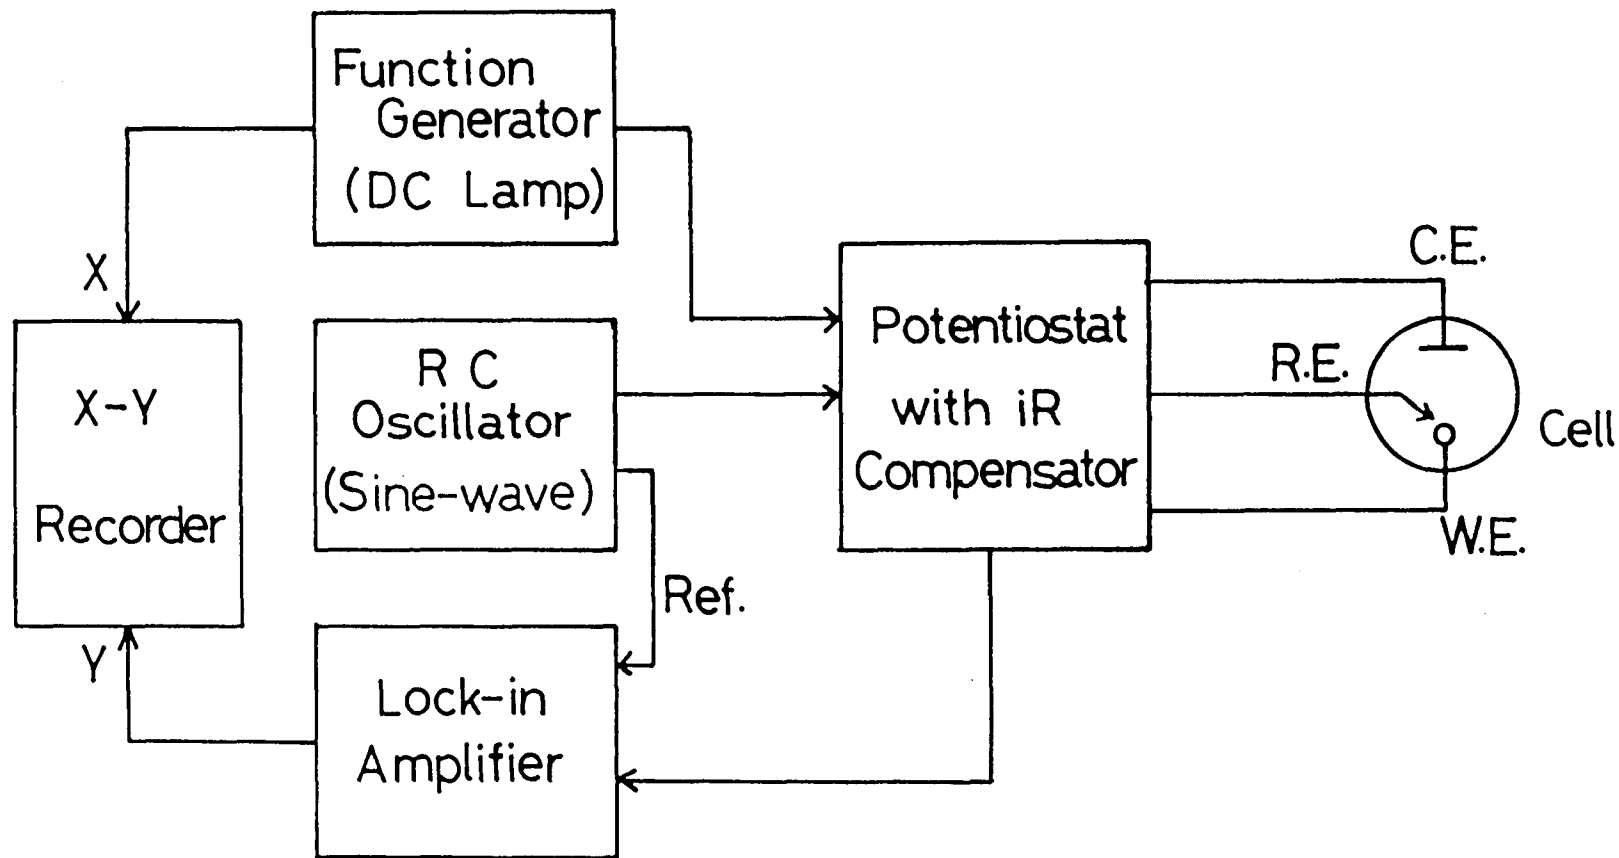 Function
Generator
(DC Lamp)
X
X-Y
Recorder
Y
R C
Oscillator
(Sine-wave)
Ref.
Lock-in
Amplifier
Potentiostat
with iR
Compensator
C.E.
R.E.
Cell
W.E.